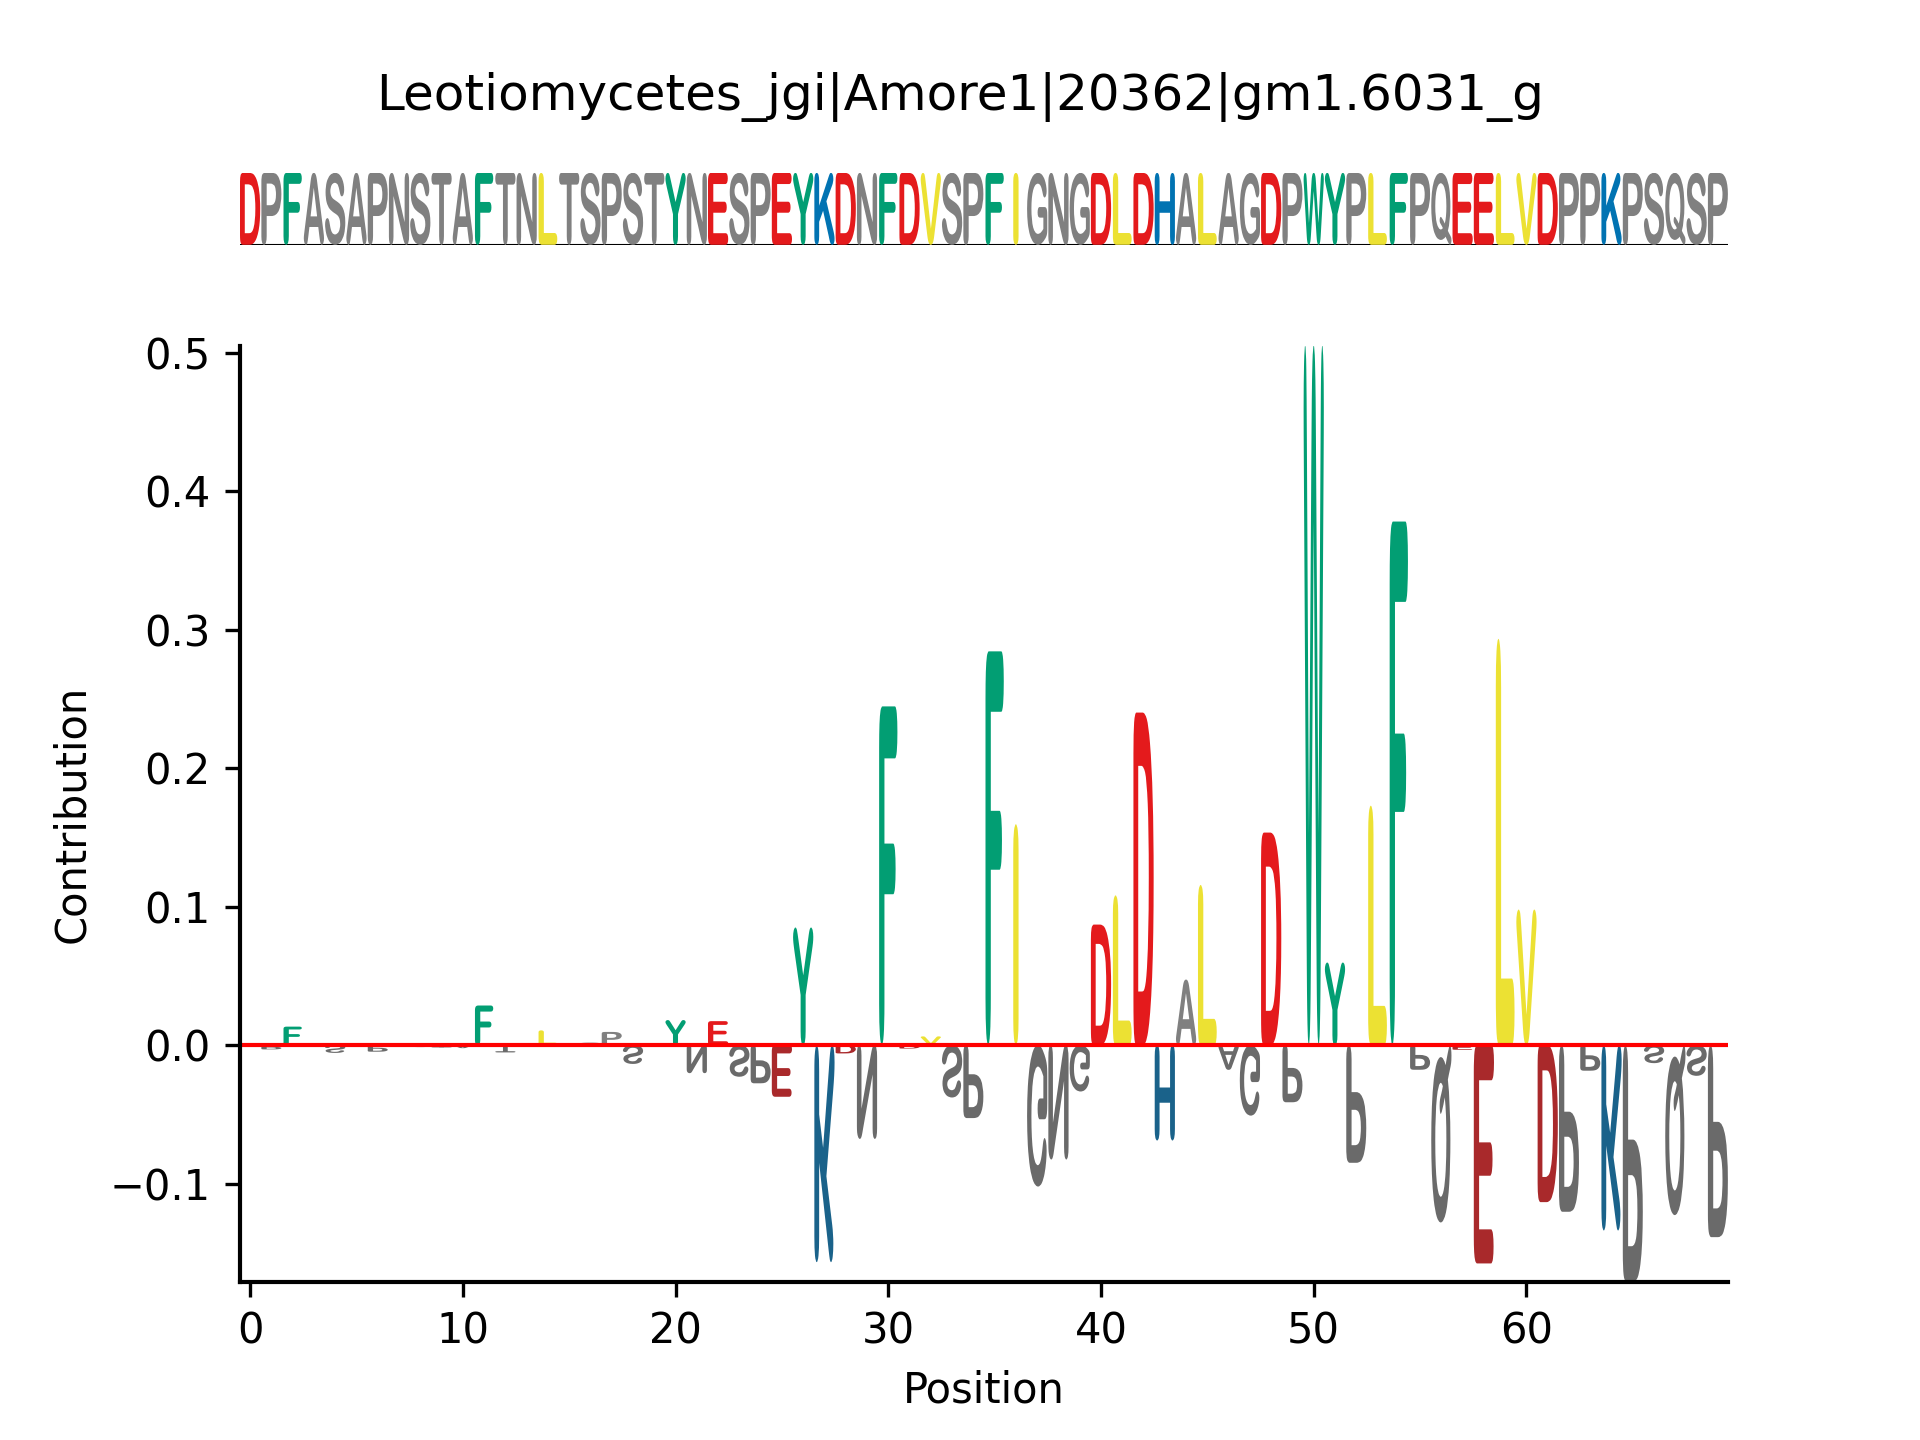 Leotiomycetes_jgi|Amore1|20362|gm1.6031_g
DPFASAPNSTAFTNLTSPSTYNESPEYKDNFDVSPFIGNGDLDHALAGDPWYPLFPQEELVDPPKPSQSP
0.5
0.4
0.3
0.2
0.1
0.0
−0.1
Contribution
0 10 20 30 40 50 60
Position